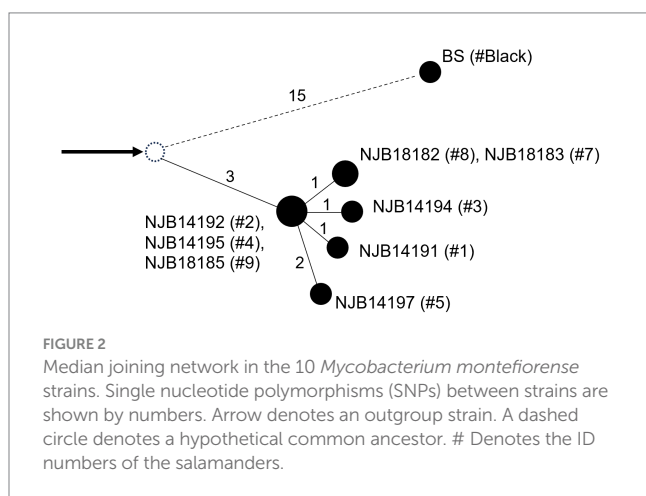 BS (#Black)
15
NJB18182 (#8), NJB18183 (#7)
3
1
1
NJB14194 (#3)
NJB14192 (#2),
NJB14195 (#4),
NJB18185 (#9)
1
NJB14191 (#1)
2
NJB14197 (#5)
FIGURE 2
Median joining network in the 10 Mycobacterium montefiorense
strains. Single nucleotide polymorphisms (SNPs) between strains are
shown by numbers. Arrow denotes an outgroup strain. A dashed
circle denotes a hypothetical common ancestor. # Denotes the ID
numbers of the salamanders.